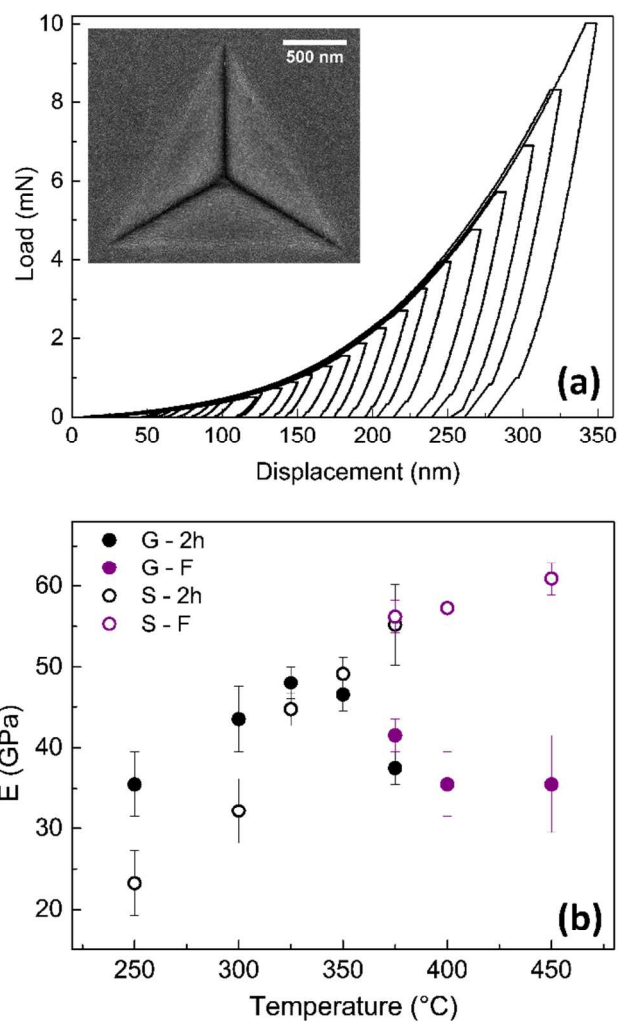 10
8
6
4
2
0
Load (mN)
500 nm
(a)
0 50 100 150 200 250 300 350
Displacement (nm)
G - 2h
G - F
S - 2h
S - F
60
50
40
30
20
E (GPa)
(b)
250 300 350 400 450
Temperature (°C)